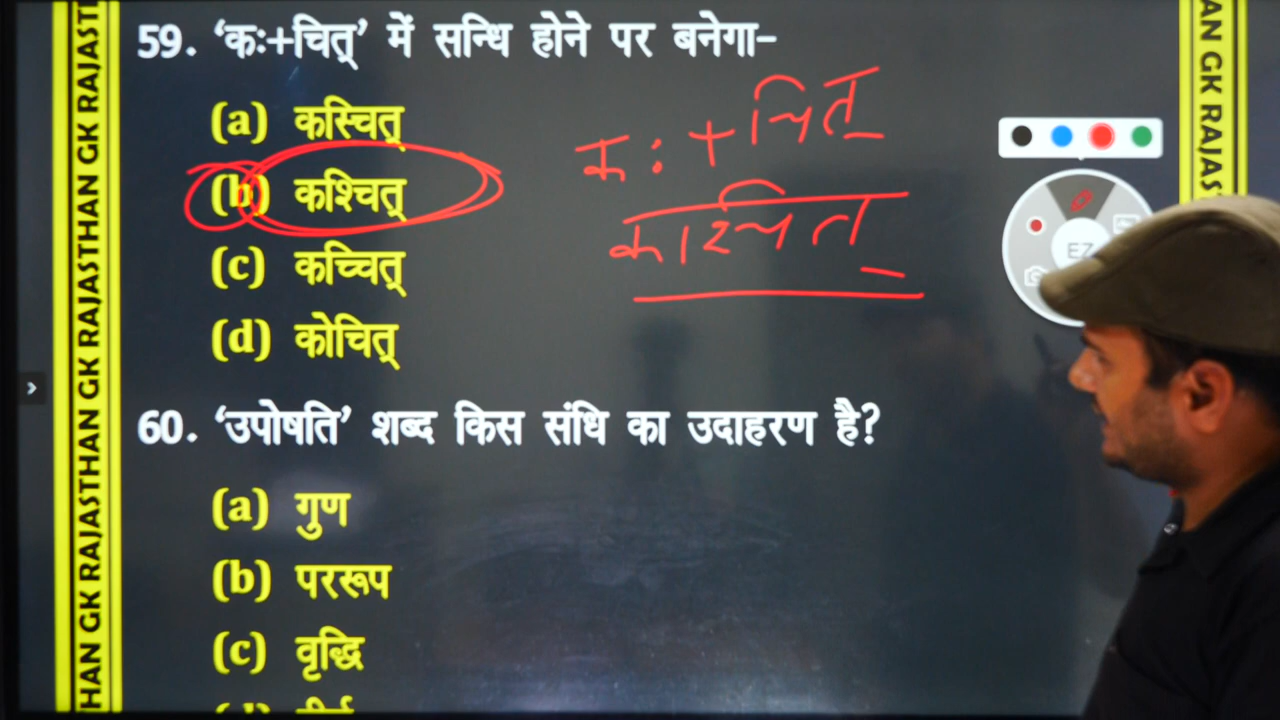 59. ‘कः+चित्’ में सन्धि होने पर बनेगा–
(a) कस्चित्
(b) कश्चित्
(c) कच्चित्
(d) कोचित्
कः + चित्
60. ‘उपोषति’ शब्द किस संधि का उदाहरण है?
(a) गुण
(b) पररूप
(c) वृद्धि
EZ
HAN GK RAJASTHAN GK RAJASTHAN GK RAJAST
AN GK RAJAS